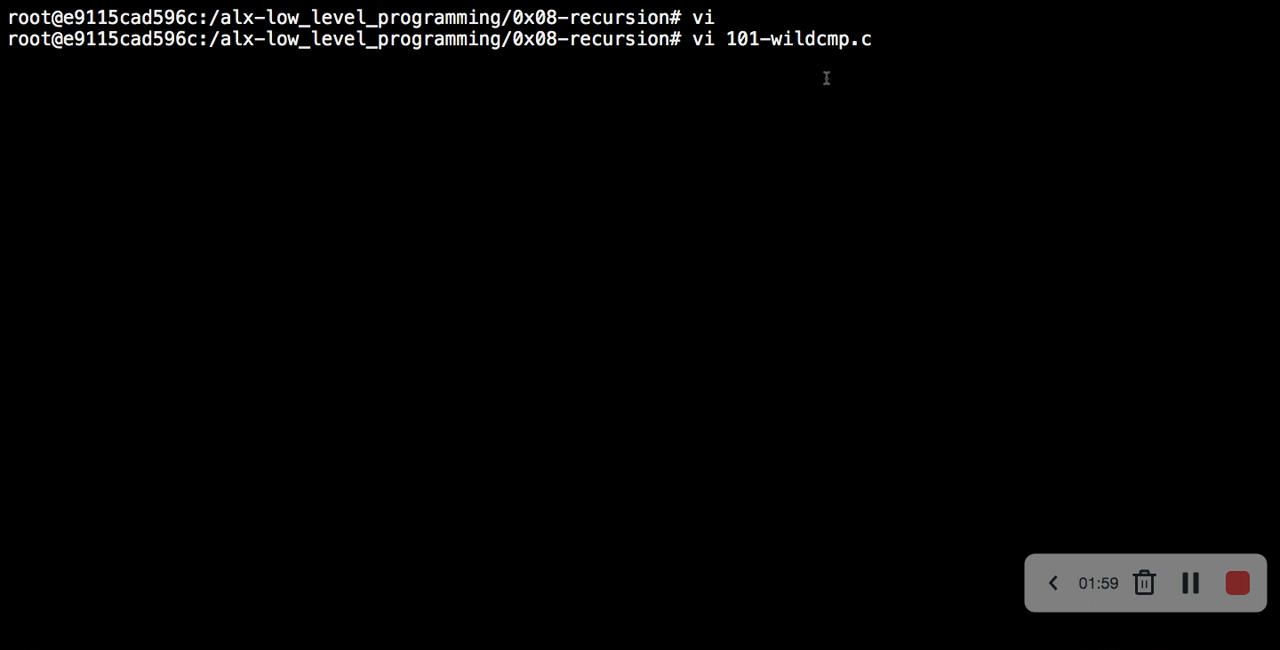 root@e9115cad596c:/alx-low_level_programming/0x08-recursion# vi
root@e9115cad596c:/alx-low_level_programming/0x08-recursion# vi 101-wildcmp.c
01:59